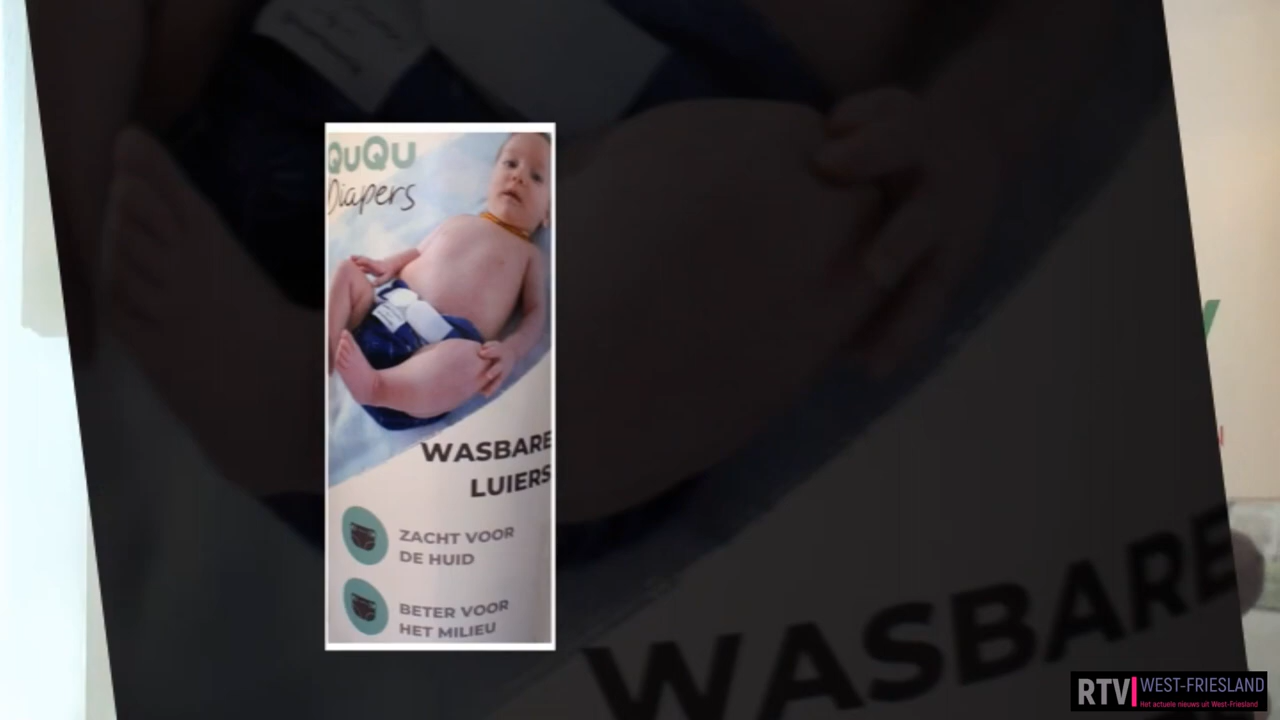 QuQu
Diapers
WASBARE
LUIERS
ZACHT VOOR
DE HUID
BETER VOOR
HET MILIEU
WASBARE
RTV WEST-FRIESLAND
Het actuele nieuws uit West-Friesland